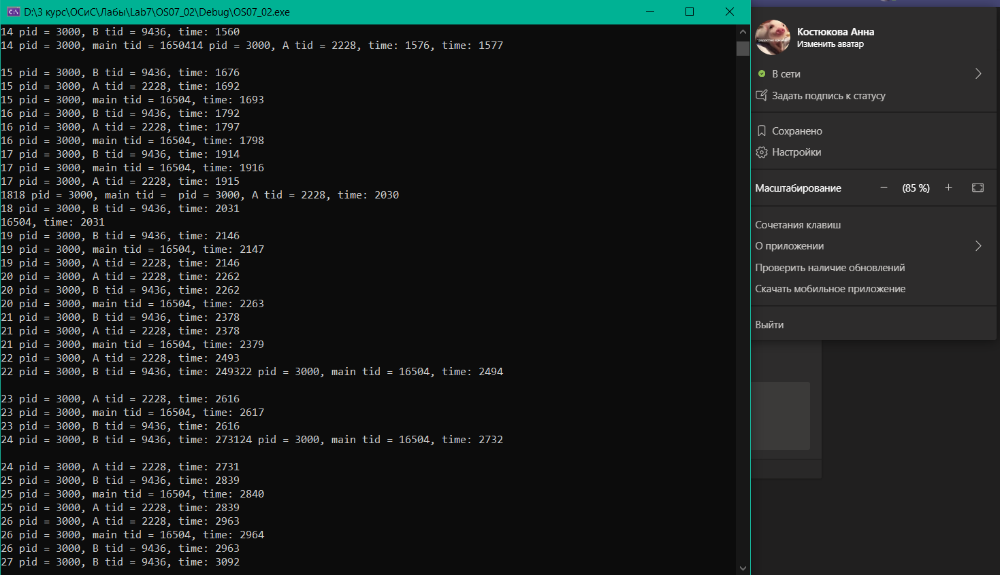 D:\3 курс\ОСиС\Лабы\Lab7\OS07_02\Debug\OS07_02.exe
14 pid = 3000, B tid = 9436, time: 1560
14 pid = 3000, main tid = 1650414 pid = 3000, A tid = 2228, time: 1576, time: 1577
15 pid = 3000, B tid = 9436, time: 1676
15 pid = 3000, A tid = 2228, time: 1692
15 pid = 3000, main tid = 16504, time: 1693
16 pid = 3000, B tid = 9436, time: 1792
16 pid = 3000, A tid = 2228, time: 1797
16 pid = 3000, main tid = 16504, time: 1798
17 pid = 3000, B tid = 9436, time: 1914
17 pid = 3000, main tid = 16504, time: 1916
17 pid = 3000, A tid = 2228, time: 1915
1818 pid = 3000, main tid =  pid = 3000, A tid = 2228, time: 2030
18 pid = 3000, B tid = 9436, time: 2031
16504, time: 2031
19 pid = 3000, B tid = 9436, time: 2146
19 pid = 3000, main tid = 16504, time: 2147
19 pid = 3000, A tid = 2228, time: 2146
20 pid = 3000, A tid = 2228, time: 2262
20 pid = 3000, B tid = 9436, time: 2262
20 pid = 3000, main tid = 16504, time: 2263
21 pid = 3000, B tid = 9436, time: 2378
21 pid = 3000, A tid = 2228, time: 2378
21 pid = 3000, main tid = 16504, time: 2379
22 pid = 3000, A tid = 2228, time: 2493
22 pid = 3000, B tid = 9436, time: 249322 pid = 3000, main tid = 16504, time: 2494
23 pid = 3000, A tid = 2228, time: 2616
23 pid = 3000, main tid = 16504, time: 2617
23 pid = 3000, B tid = 9436, time: 2616
24 pid = 3000, B tid = 9436, time: 273124 pid = 3000, main tid = 16504, time: 2732
24 pid = 3000, A tid = 2228, time: 2731
25 pid = 3000, B tid = 9436, time: 2839
25 pid = 3000, main tid = 16504, time: 2840
25 pid = 3000, A tid = 2228, time: 2839
26 pid = 3000, A tid = 2228, time: 2963
26 pid = 3000, main tid = 16504, time: 2964
26 pid = 3000, B tid = 9436, time: 2963
27 pid = 3000, B tid = 9436, time: 3092
Костюкова Анна
Изменить аватар
В сети
Задать подпись к статусу
Сохранено
Настройки
Масштабирование − (85 %) +
Сочетания клавиш
О приложении
Проверить наличие обновлений
Скачать мобильное приложение
Выйти